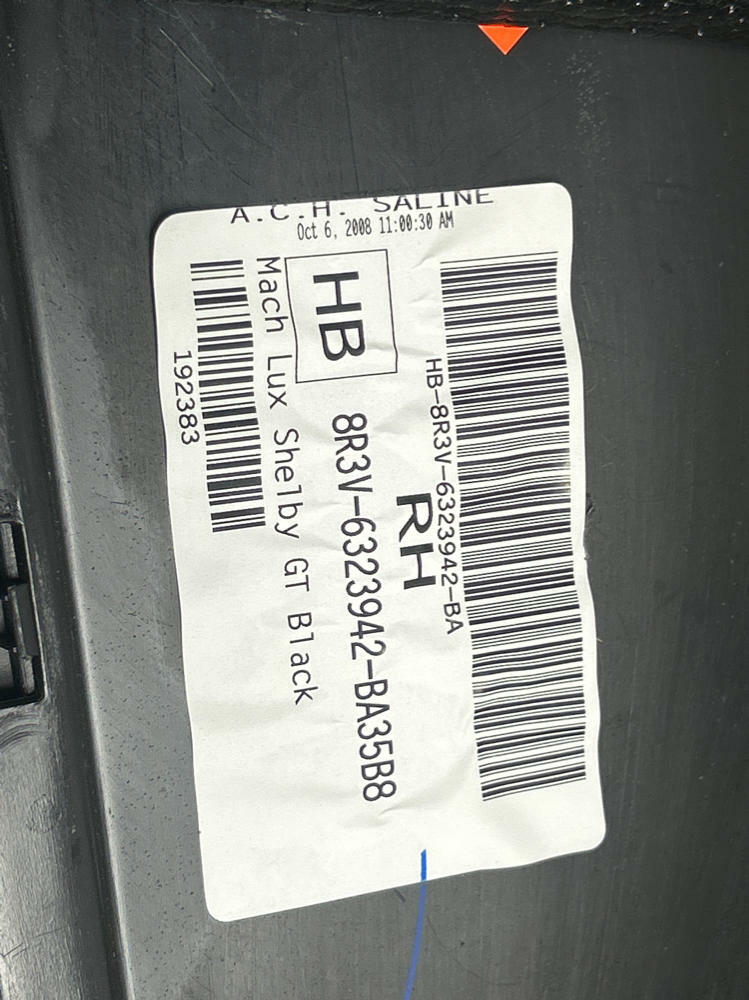 A.C.H. SALINE
Oct 6, 2008 11:00:30 AM
HB-8R3V-6323942-BA
RH
8R3V-6323942-BA35B8
HB
Mach Lux Shelby GT Black
192383